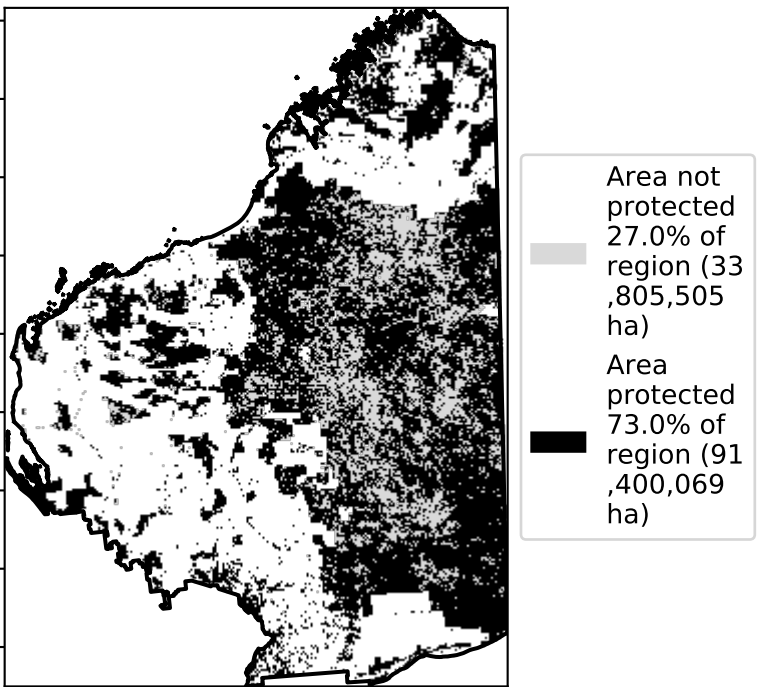 Area not
protected
27.0% of
region (33
,805,505
ha)
Area
protected
73.0% of
region (91
,400,069
ha)